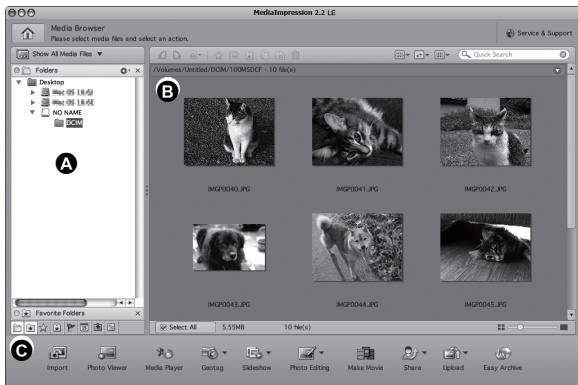 MediaImpression 2.2 LE
Media Browser
Please select media files and select an action.
Service & Support
Show All Media Files
Quick Search
Folders
/Volumes/Untitled/DCIM/100MSDCF - 10 file(s)
Desktop
NO NAME
DCIM
A
B
IMGP0040.JPG
IMGP0041.JPG
IMGP0042.JPG
IMGP0043.JPG
IMGP0044.JPG
IMGP0045.JPG
Favorite Folders
Select All
5.55MB
10 file(s)
C
Import
Photo Viewer
Media Player
Geotag
Slideshow
Photo Editing
Make Movie
Share
Upload
Easy Archive